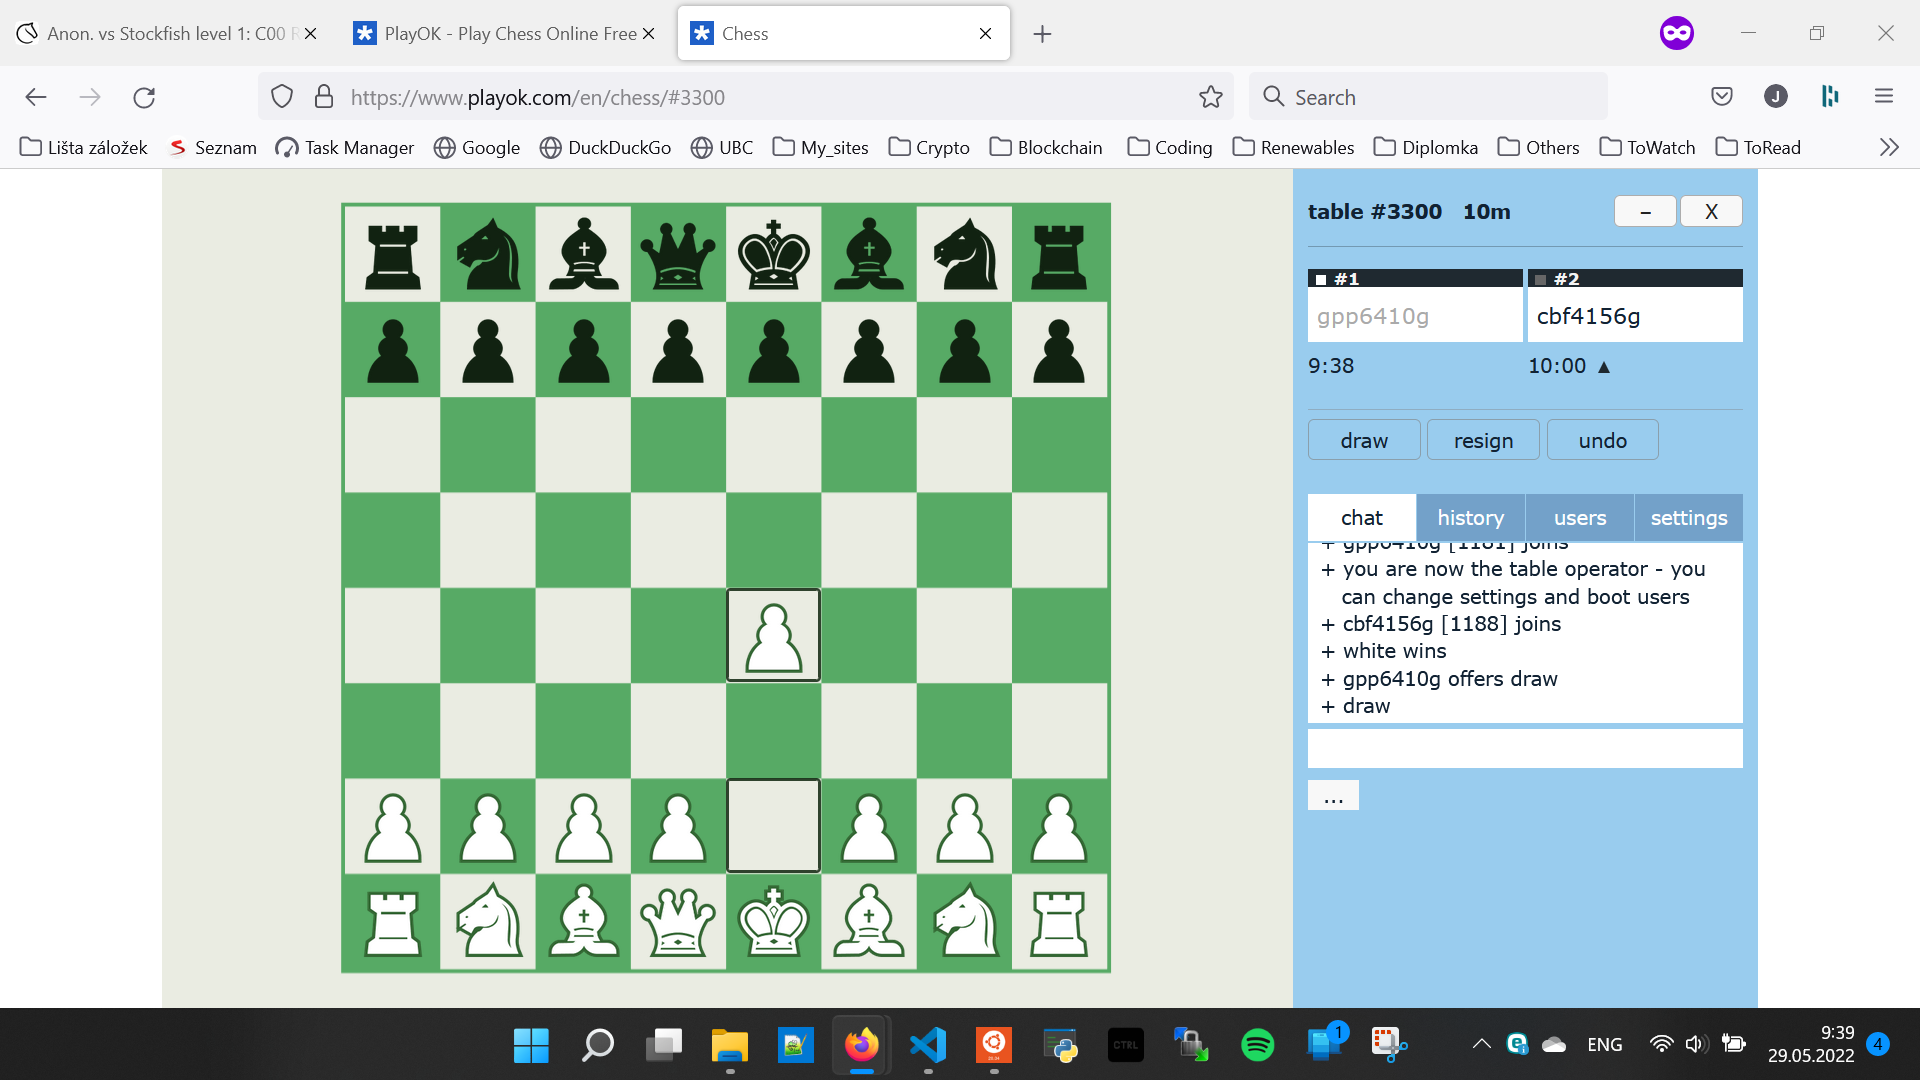 Anon. vs Stockfish level 1: C00 R
PlayOK - Play Chess Online Free
Chess
https://www.playok.com/en/chess/#3300
Search
J
Lišta záložek
Seznam
Task Manager
Google
DuckDuckGo
UBC
My_sites
Crypto
Blockchain
Coding
Renewables
Diplomka
Others
ToWatch
ToRead
table #3300 10m
–
X
#1
#2
gpp6410g
cbf4156g
9:38
10:00 ▲
draw
resign
undo
chat
history
users
settings
+ gpp6410g [1181] joins
+ you are now the table operator - you
can change settings and boot users
+ cbf4156g [1188] joins
+ white wins
+ gpp6410g offers draw
+ draw
...
CTRL
1
ENG
9:39
29.05.2022
4